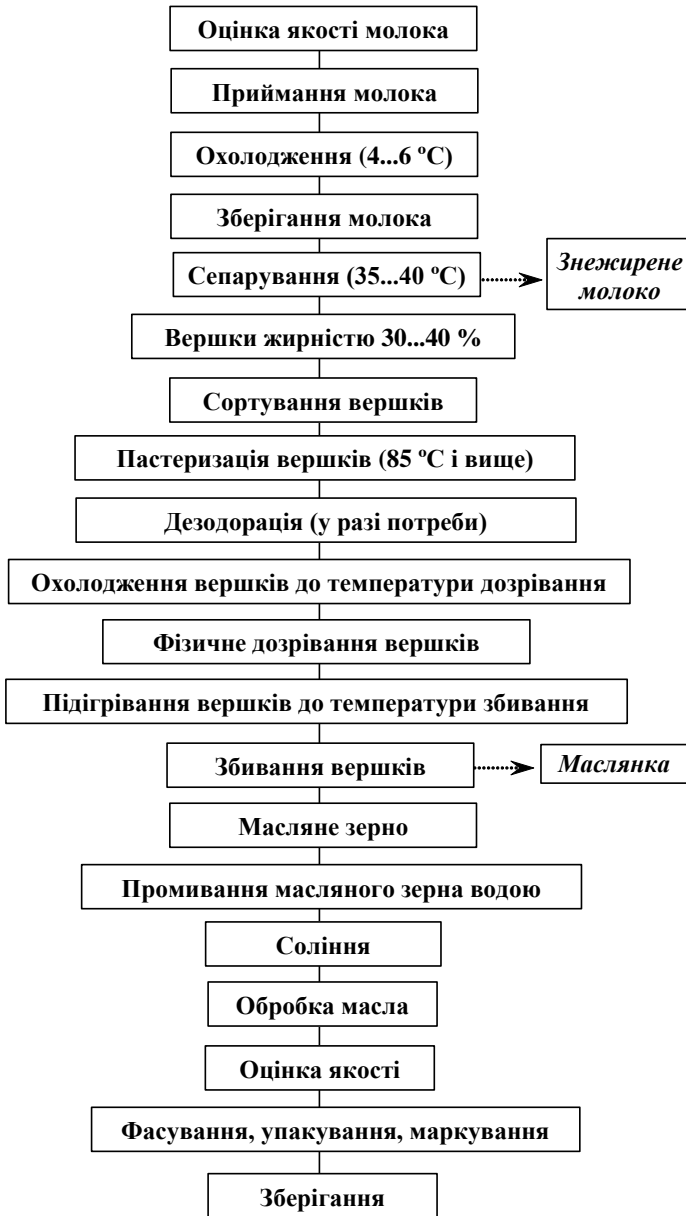 Оцінка якості молока
Приймання молока
Охолодження (4...6 ºС)
Зберігання молока
Сепарування (35...40 ºС)
Знежирене
молоко
Вершки жирністю 30...40 %
Сортування вершків
Пастеризація вершків (85 ºС і вище)
Дезодорація (у разі потреби)
Охолодження вершків до температури дозрівання
Фізичне дозрівання вершків
Підігрівання вершків до температури збивання
Збивання вершків
Маслянка
Масляне зерно
Промивання масляного зерна водою
Соління
Обробка масла
Оцінка якості
Фасування, упакування, маркування
Зберігання